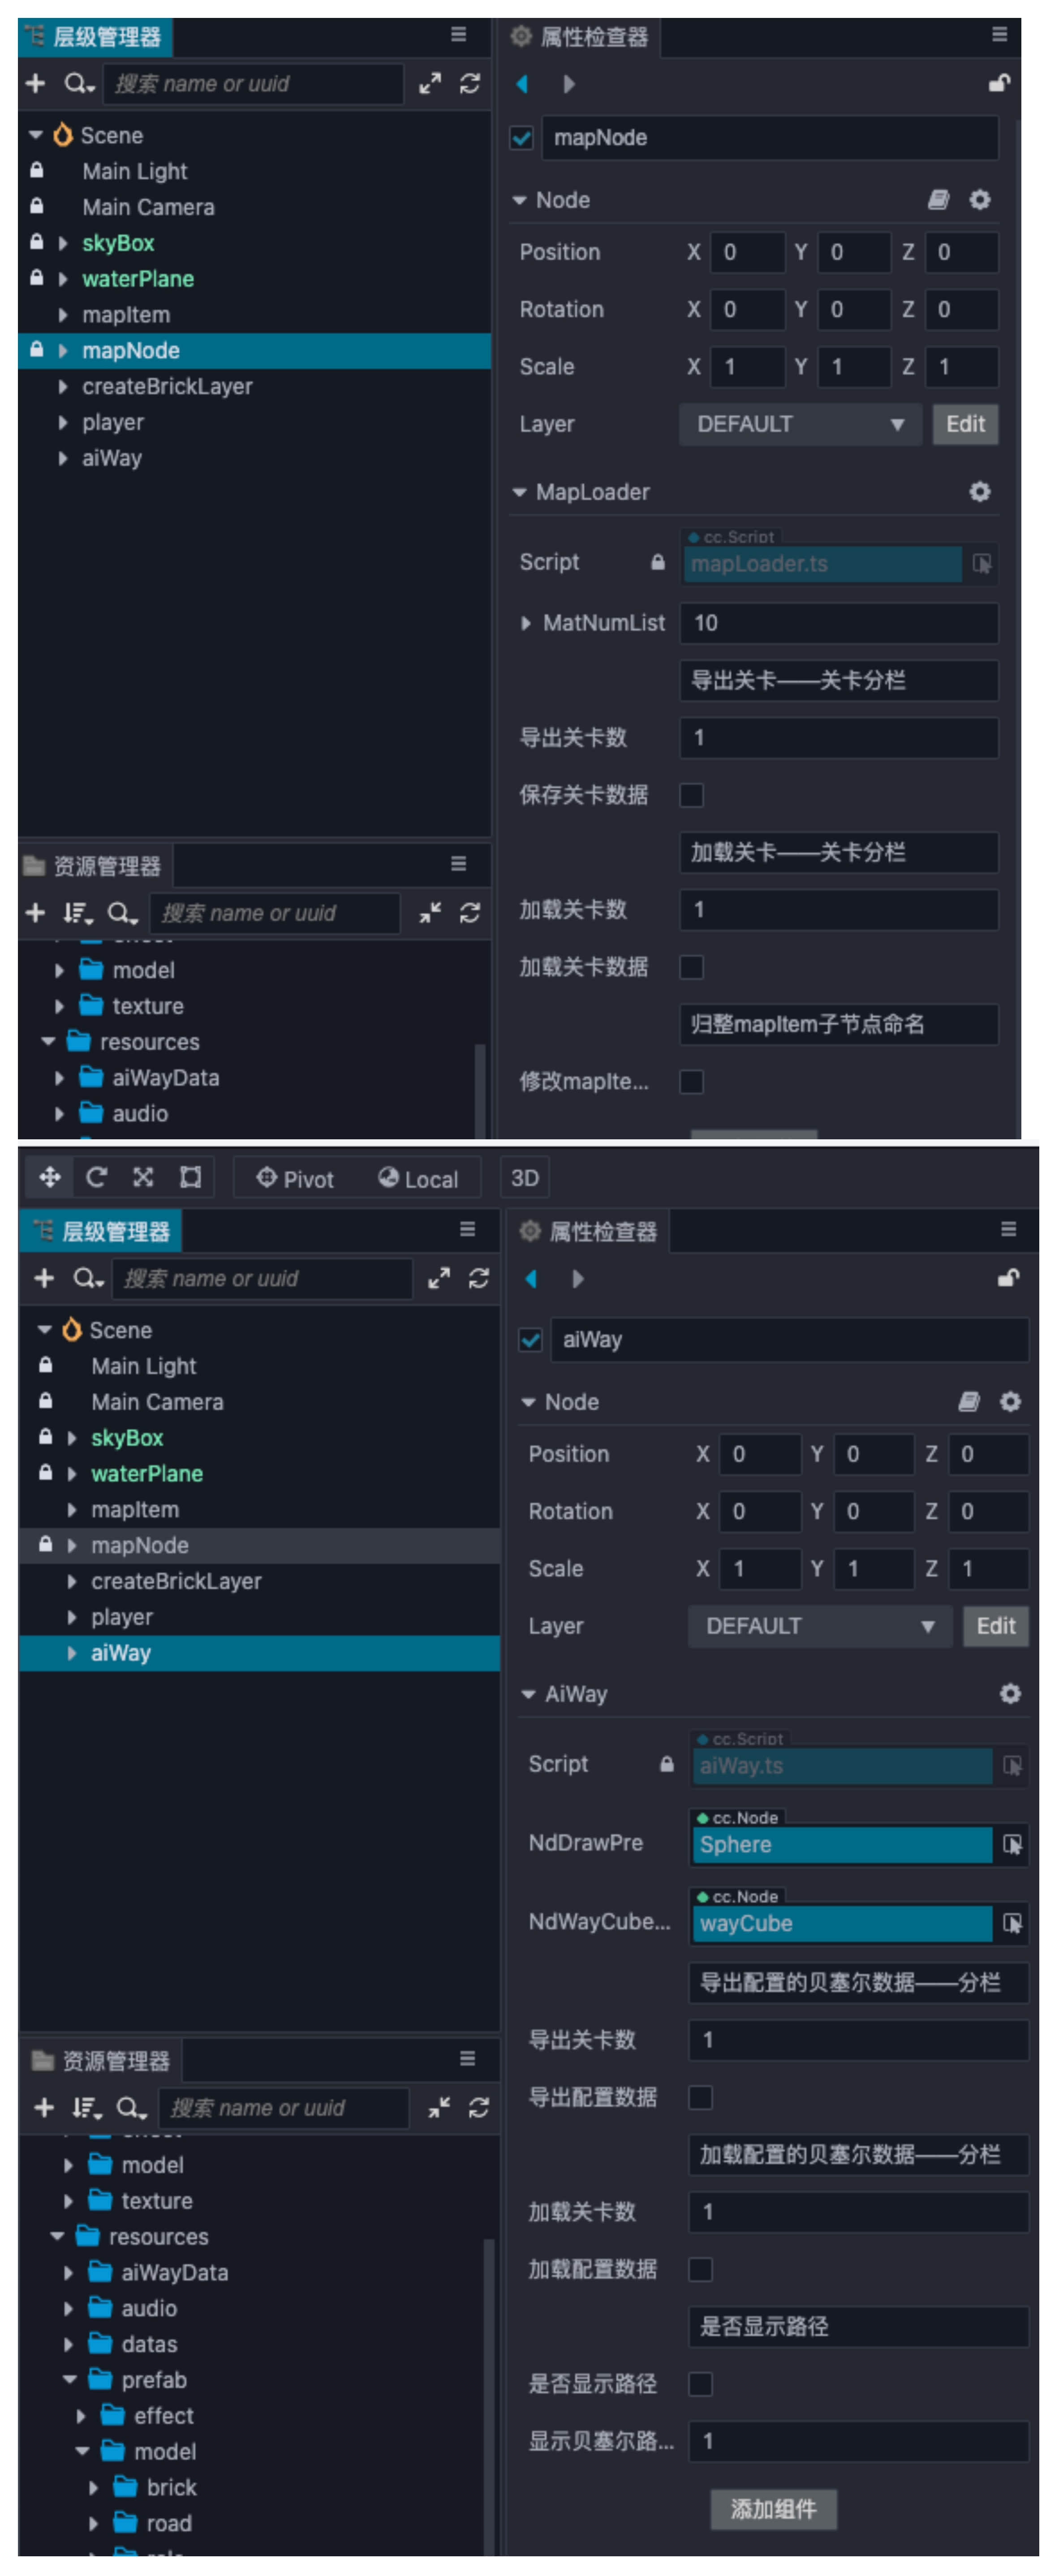 层级管理器
搜索 name or uuid
Scene
Main Light
Main Camera
skyBox
waterPlane
mapItem
mapNode
createBrickLayer
player
aiWay
资源管理器
搜索 name or uuid
model
texture
resources
aiWayData
audio
属性检查器
mapNode
Node
Position X 0 Y 0 Z 0
Rotation X 0 Y 0 Z 0
Scale X 1 Y 1 Z 1
Layer DEFAULT Edit
MapLoader
cc.Script
Script mapLoader.ts
MatNumList 10
导出关卡——关卡分栏
导出关卡数 1
保存关卡数据
加载关卡——关卡分栏
加载关卡数 1
加载关卡数据
归整mapItem子节点命名
修改mapIte...
Pivot Local 3D
层级管理器
搜索 name or uuid
Scene
Main Light
Main Camera
skyBox
waterPlane
mapItem
mapNode
createBrickLayer
player
aiWay
资源管理器
搜索 name or uuid
model
texture
resources
aiWayData
audio
datas
prefab
effect
model
brick
road
属性检查器
aiWay
Node
Position X 0 Y 0 Z 0
Rotation X 0 Y 0 Z 0
Scale X 1 Y 1 Z 1
Layer DEFAULT Edit
AiWay
cc.Script
Script aiWay.ts
cc.Node
NdDrawPre Sphere
cc.Node
NdWayCube... wayCube
导出配置的贝塞尔数据——分栏
导出关卡数 1
导出配置数据
加载配置的贝塞尔数据——分栏
加载关卡数 1
加载配置数据
是否显示路径
是否显示路径
显示贝塞尔路... 1
添加组件